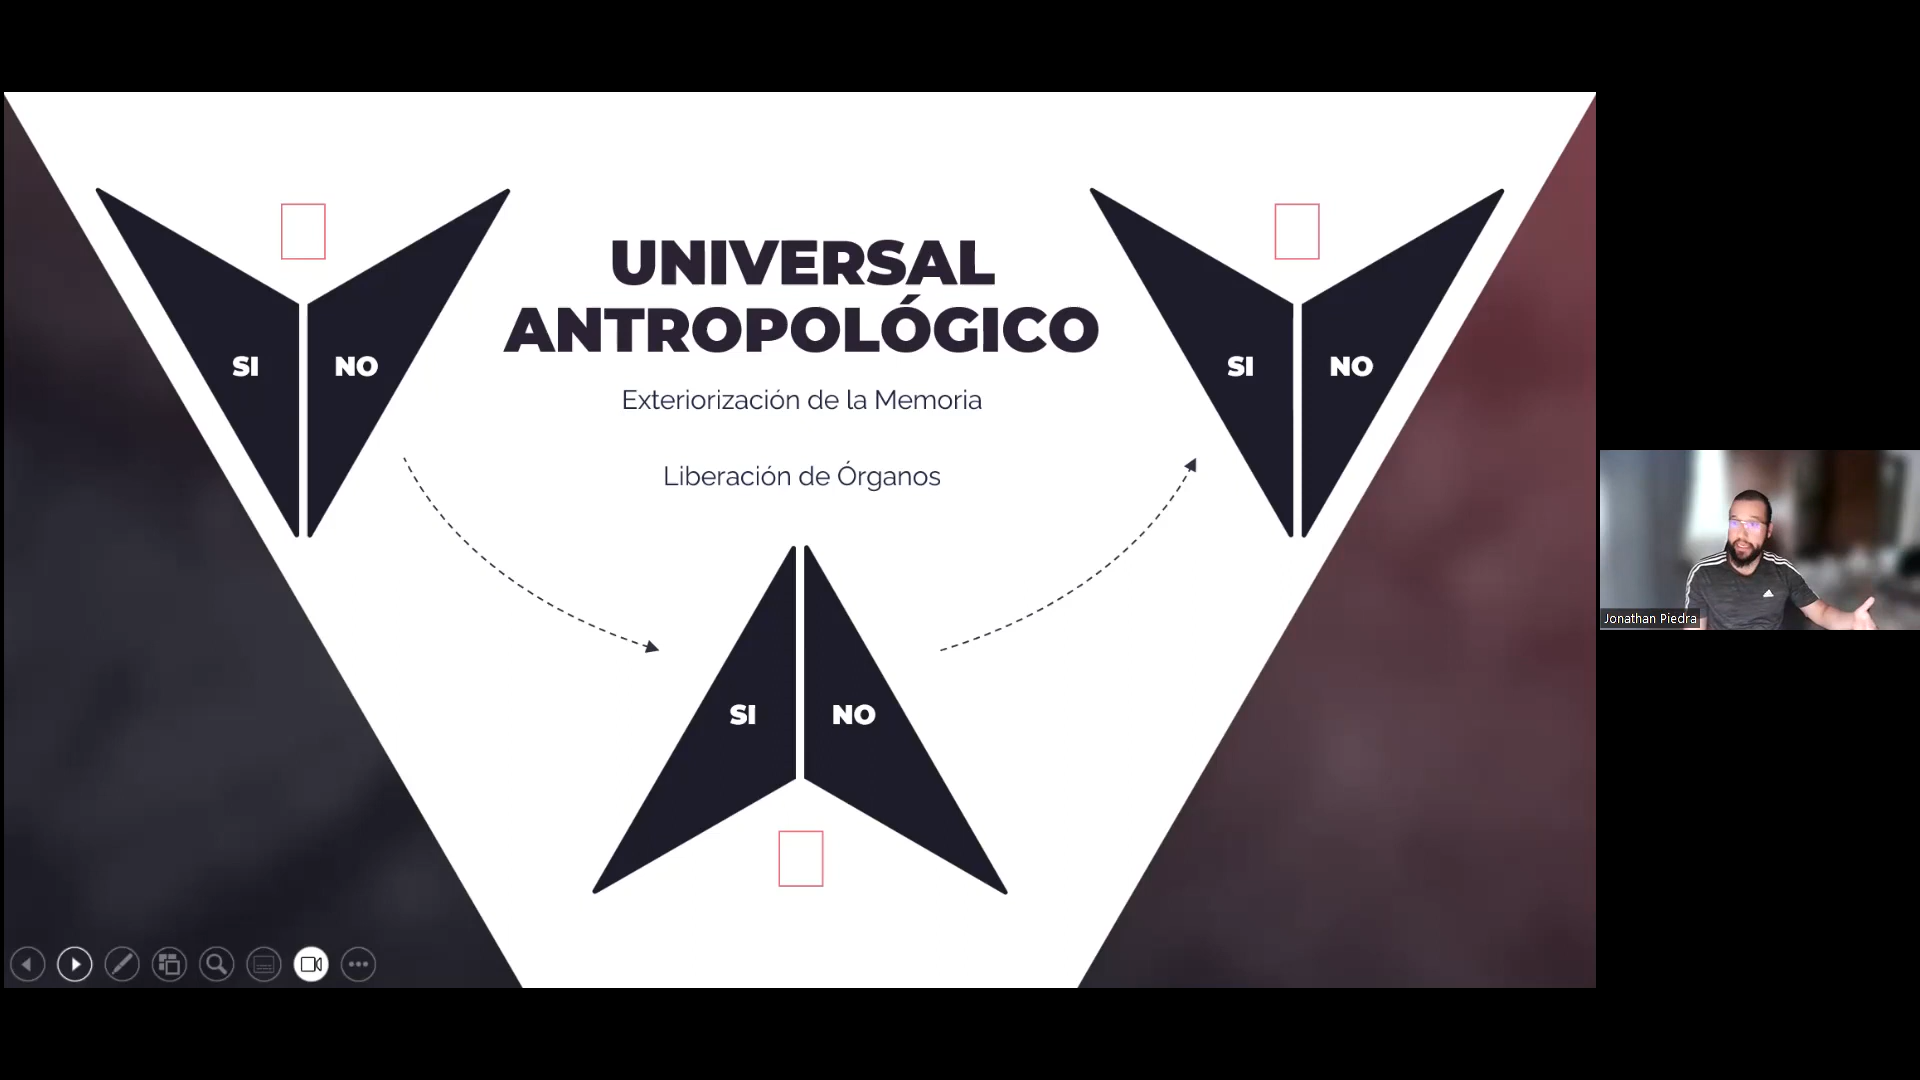 UNIVERSAL
ANTROPOLÓGICO
Exteriorización de la Memoria
Liberación de Órganos
SI NO
SI NO
SI NO
Jonathan Piedra